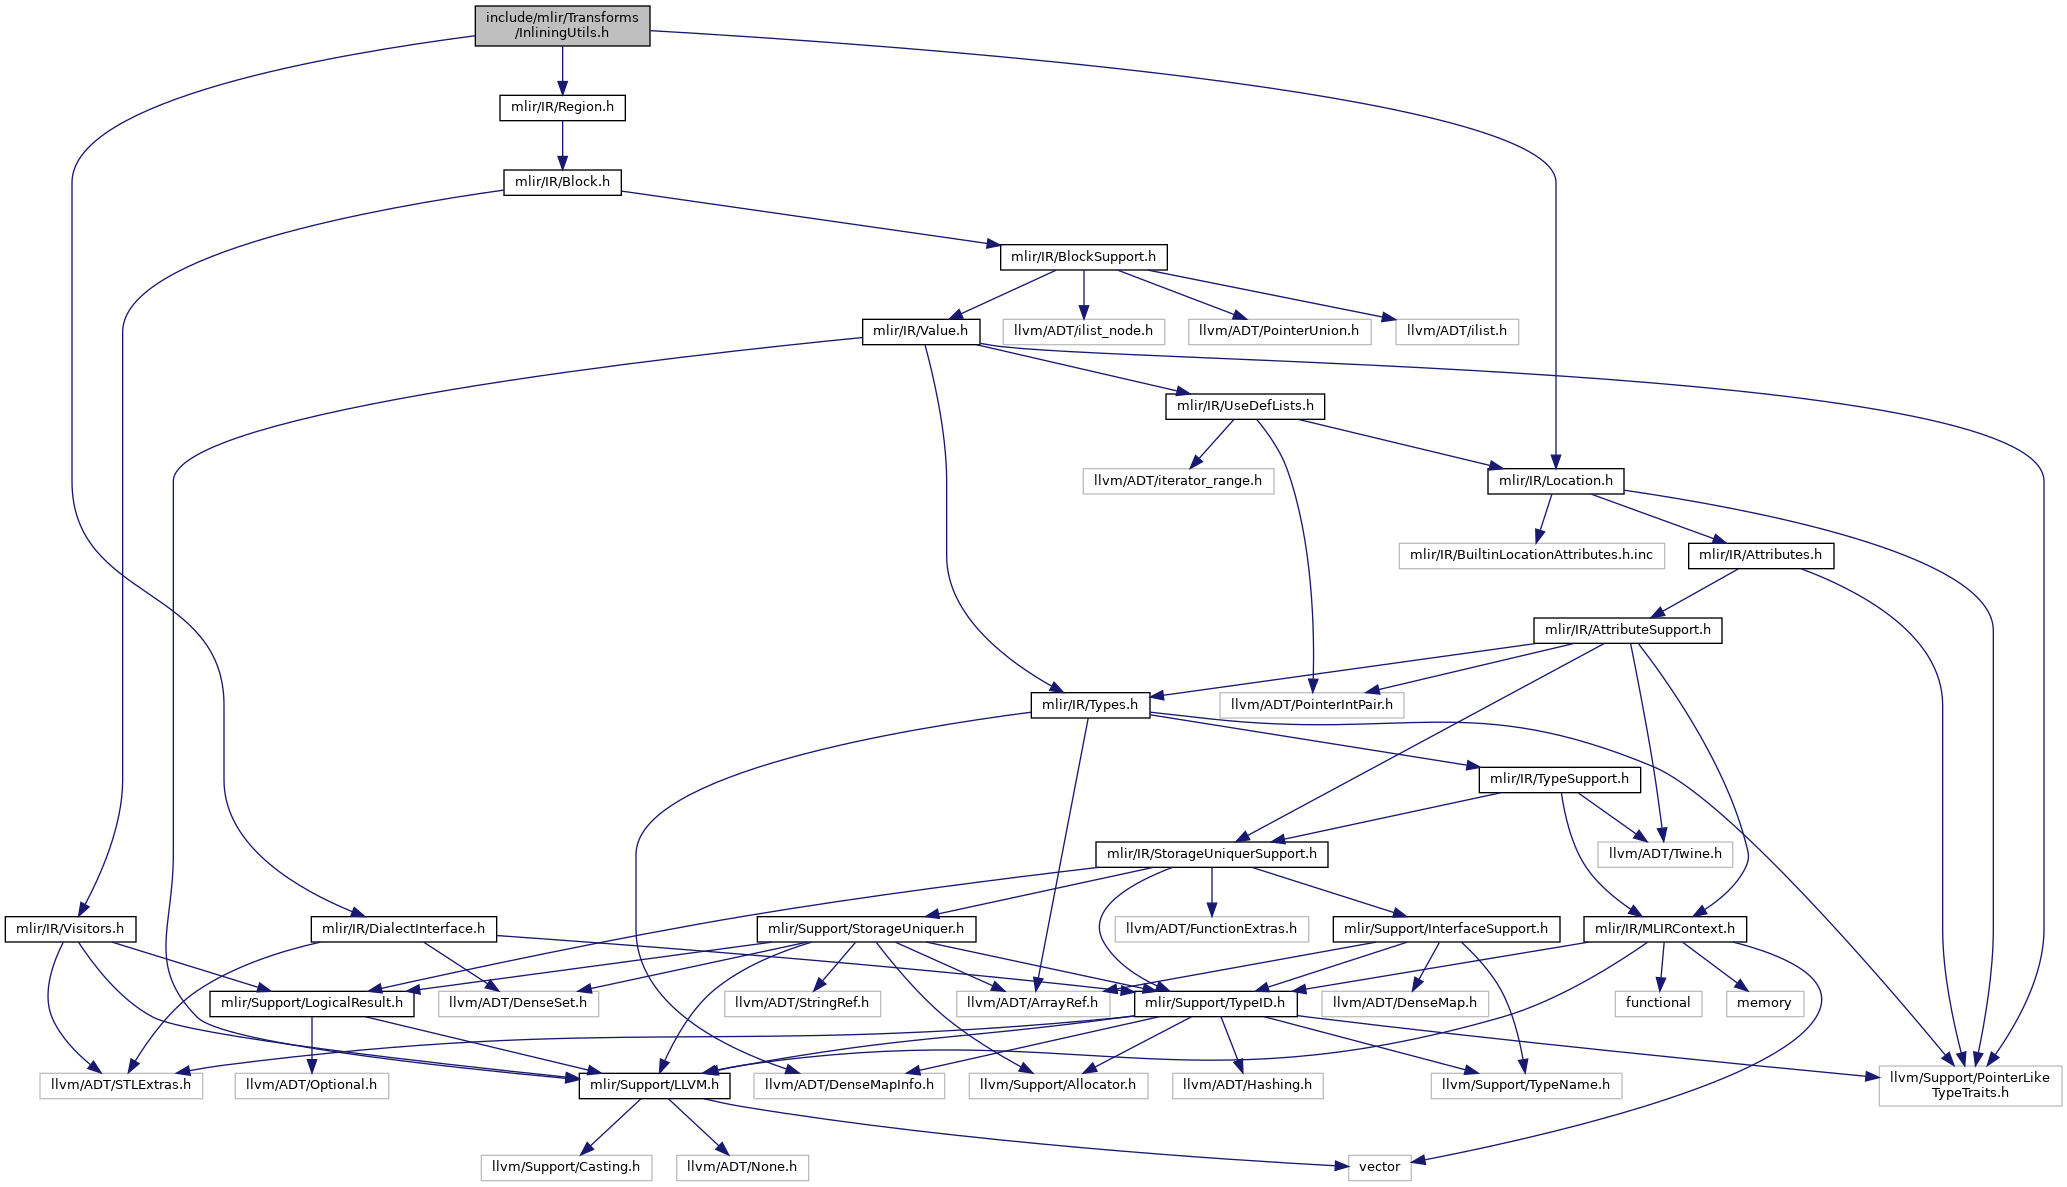 include/mlir/Transforms
/InliningUtils.h
mlir/IR/Region.h
mlir/IR/Block.h
mlir/IR/BlockSupport.h
mlir/IR/Value.h
llvm/ADT/ilist_node.h
llvm/ADT/PointerUnion.h
llvm/ADT/ilist.h
mlir/IR/UseDefLists.h
llvm/ADT/iterator_range.h
mlir/IR/Location.h
mlir/IR/BuiltinLocationAttributes.h.inc
mlir/IR/Attributes.h
mlir/IR/AttributeSupport.h
mlir/IR/Types.h
llvm/ADT/PointerIntPair.h
mlir/IR/TypeSupport.h
mlir/IR/StorageUniquerSupport.h
llvm/ADT/Twine.h
mlir/IR/Visitors.h
mlir/IR/DialectInterface.h
mlir/Support/StorageUniquer.h
llvm/ADT/FunctionExtras.h
mlir/Support/InterfaceSupport.h
mlir/IR/MLIRContext.h
mlir/Support/LogicalResult.h
llvm/ADT/DenseSet.h
llvm/ADT/StringRef.h
llvm/ADT/ArrayRef.h
mlir/Support/TypeID.h
llvm/ADT/DenseMap.h
functional
memory
llvm/ADT/STLExtras.h
llvm/ADT/Optional.h
mlir/Support/LLVM.h
llvm/ADT/DenseMapInfo.h
llvm/Support/Allocator.h
llvm/ADT/Hashing.h
llvm/Support/TypeName.h
llvm/Support/PointerLike
TypeTraits.h
llvm/Support/Casting.h
llvm/ADT/None.h
vector